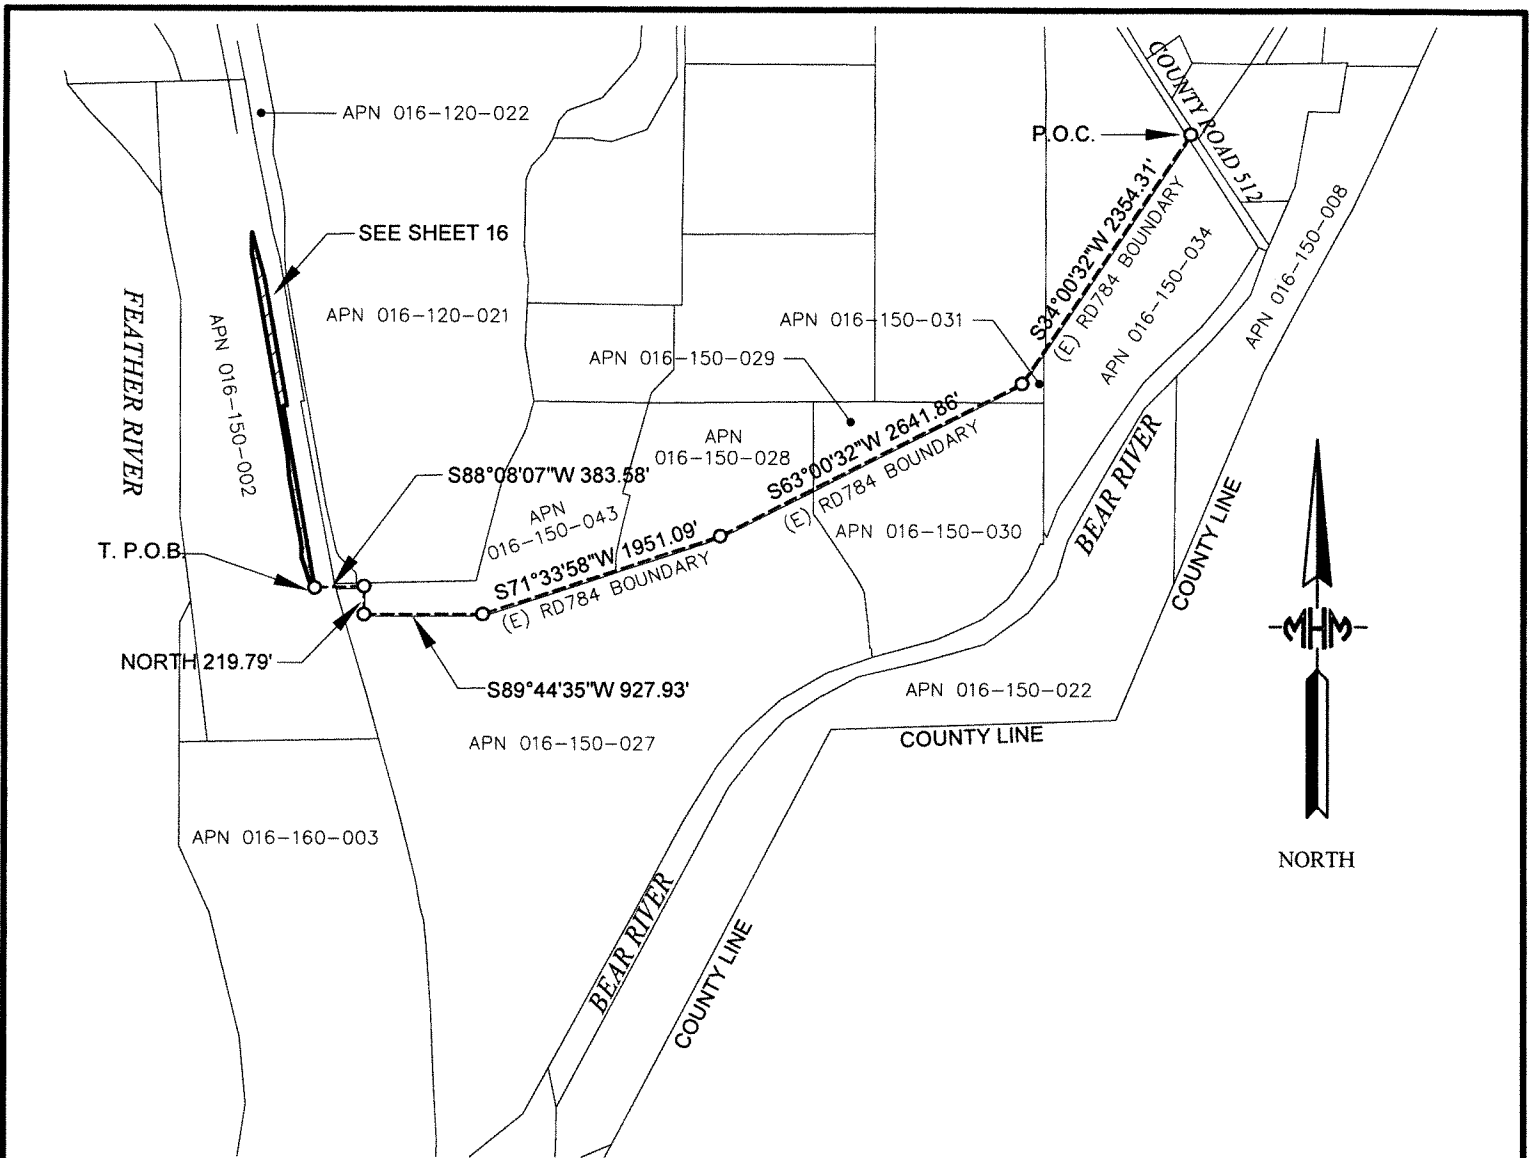 APN 016-120-022
COUNTY ROAD 512
P.O.C.
SEE SHEET 16
S34°00'32"W 2354.31'
(E) RD784 BOUNDARY
APN 016-150-034
APN 016-150-008
FEATHER RIVER
APN 016-150-002
APN 016-120-021
APN 016-150-031
APN 016-150-029
S63°00'32"W 2641.86'
(E) RD784 BOUNDARY
APN
016-150-028
S88°08'07"W 383.58'
APN
016-150-043
APN 016-150-030
BEAR RIVER
COUNTY LINE
T. P.O.B.
S71°33'58"W 1951.09'
(E) RD784 BOUNDARY
NORTH 219.79'
S89°44'35"W 927.93'
MHM
APN 016-150-022
COUNTY LINE
APN 016-150-027
APN 016-160-003
NORTH
BEAR RIVER
COUNTY LINE